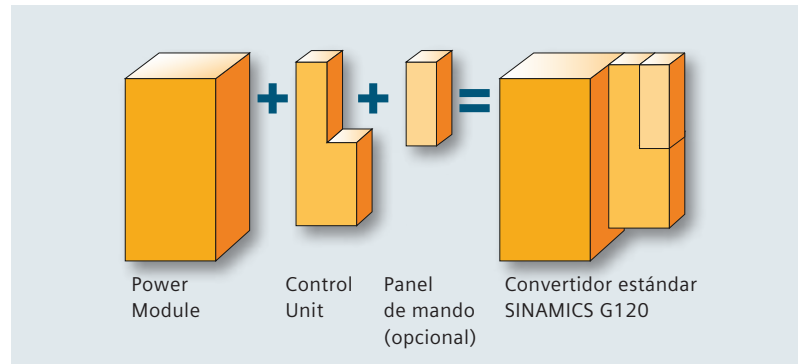 + + =
Power
Module
Control
Unit
Panel
de mando
(opcional)
Convertidor estándar
SINAMICS G120